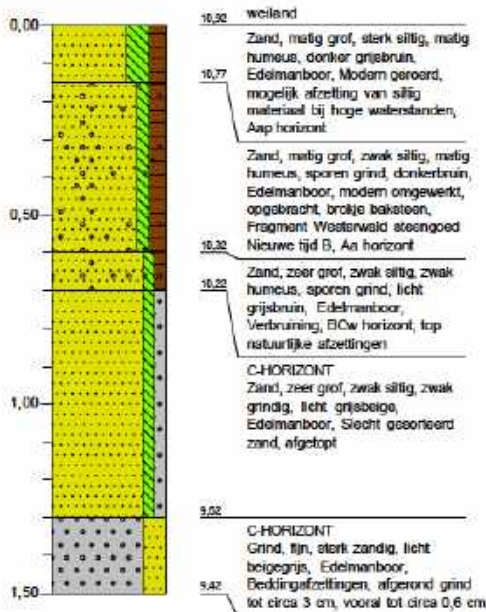 0,00
10,92
weiland
Zand, matig grof, sterk siltig, matig
humeus, donker grijsbruin,
Edelmanboor, Modern geroerd,
mogelijk afzetting van siltig
materiaal bij hoge waterstanden,
Aap horizont
10,77
Zand, matig grof, zwak siltig, matig
humeus, sporen grind, donkerbruin,
Edelmanboor, modern omgewerkt,
opgebracht, brokje baksteen,
Fragment Westerwald steengoed
Nieuwe tijd B, Aa horizont
0,50
10,32
Zand, zeer grof, zwak siltig, zwak
humeus, sporen grind, licht
grijsbruin, Edelmanboor,
Verbruining, BCw horizont, top
natuurlijke afzettingen
10,22
C-HORIZONT
Zand, zeer grof, zwak siltig, zwak
grindig, licht grijsbeige,
Edelmanboor, Slecht gesorteerd
zand, afgetopt
1,00
9,62
C-HORIZONT
Grind, fijn, sterk zandig, licht
beigegrijs, Edelmanboor,
Beddingafzettingen, afgerond grind
tot circa 3 cm, vooral tot circa 0,6 cm
9,42
1,50